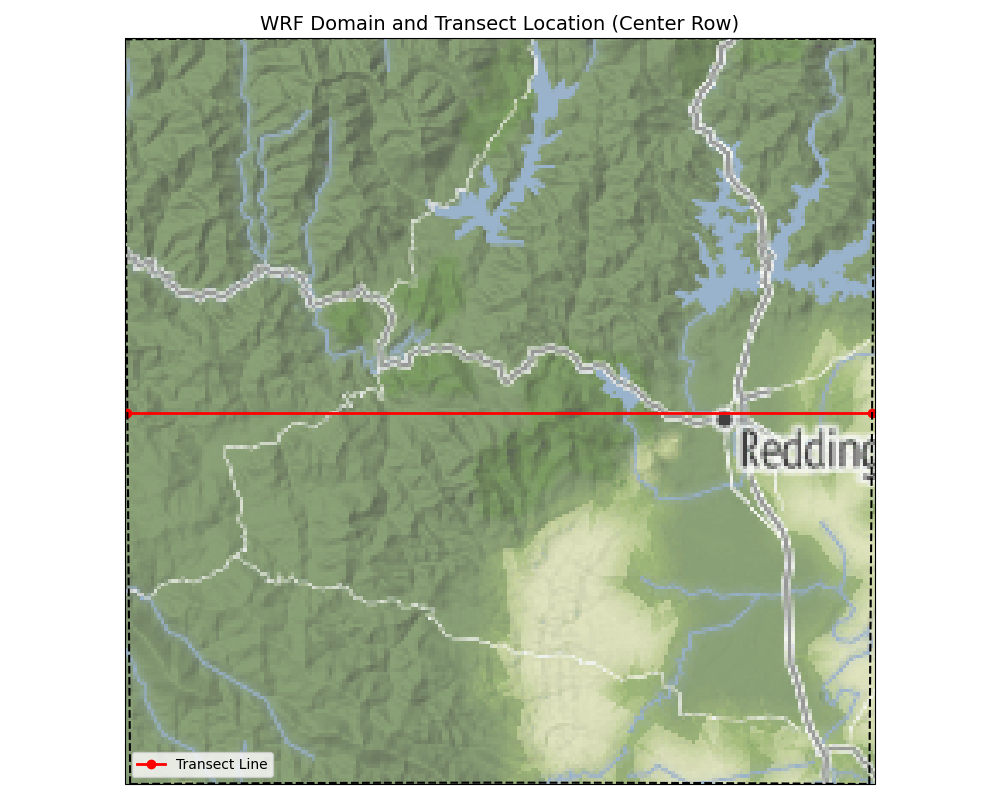 WRF Domain and Transect Location (Center Row)
Redding
Transect Line